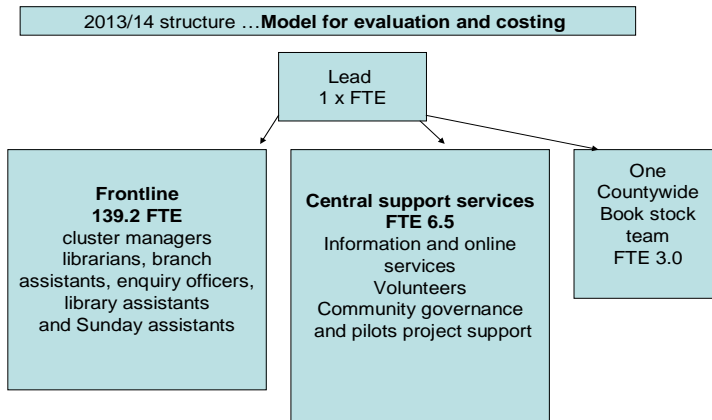 2013/14 structure ...Model for evaluation and costing
Lead
1 x FTE
Frontline
139.2 FTE
cluster managers
librarians, branch
assistants, enquiry officers,
library assistants
and Sunday assistants
Central support services
FTE 6.5
Information and online
services
Volunteers
Community governance
and pilots project support
One
Countywide
Book stock
team
FTE 3.0